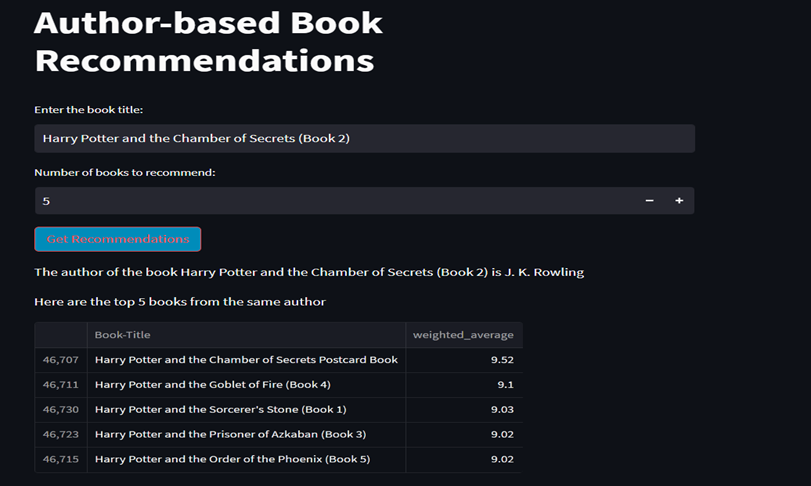 Author-based Book
Recommendations
Enter the book title:
Harry Potter and the Chamber of Secrets (Book 2)
Number of books to recommend:
5 − +
Get Recommendations
The author of the book Harry Potter and the Chamber of Secrets (Book 2) is J. K. Rowling
Here are the top 5 books from the same author
Book-Title weighted_average
46,707 Harry Potter and the Chamber of Secrets Postcard Book 9.52
46,711 Harry Potter and the Goblet of Fire (Book 4) 9.1
46,730 Harry Potter and the Sorcerer's Stone (Book 1) 9.03
46,723 Harry Potter and the Prisoner of Azkaban (Book 3) 9.02
46,715 Harry Potter and the Order of the Phoenix (Book 5) 9.02